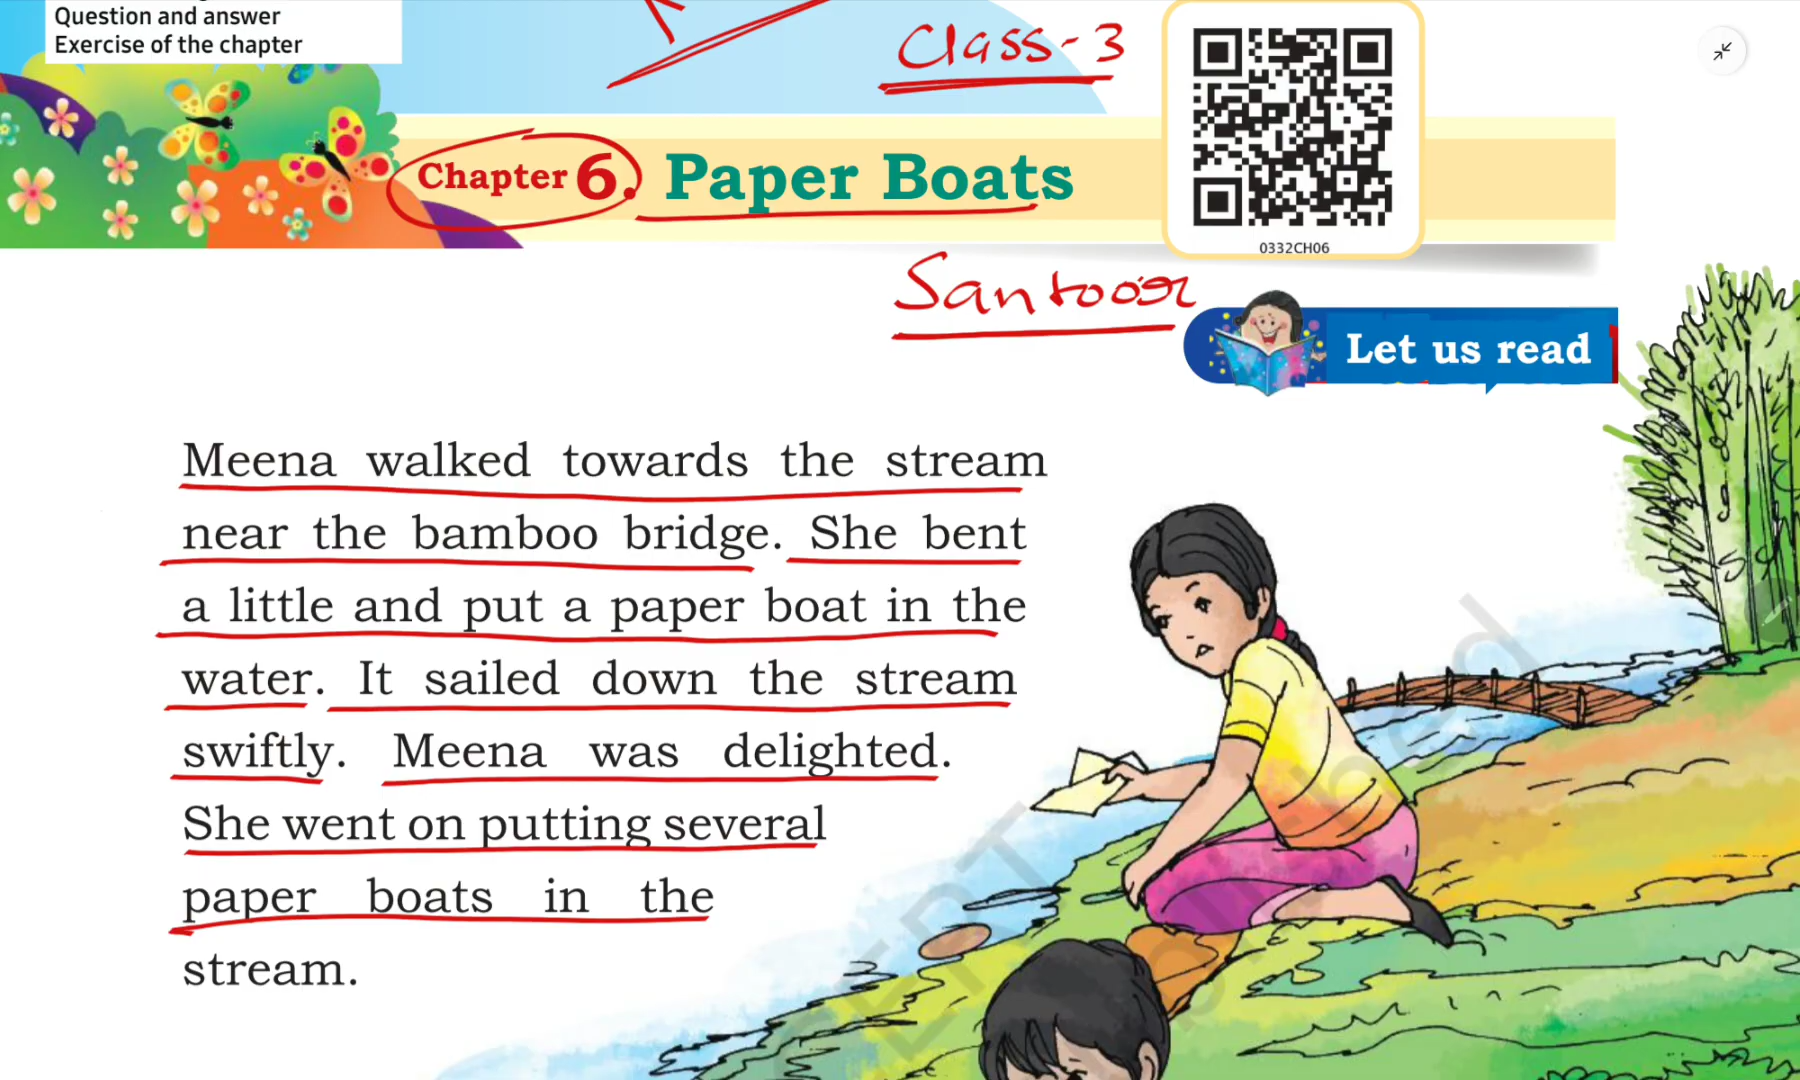 Question and answer
Exercise of the chapter
Class-3
Chapter 6. Paper Boats
0332CH06
Santoor
Let us read
Meena walked towards the stream
near the bamboo bridge. She bent
a little and put a paper boat in the
water. It sailed down the stream
swiftly. Meena was delighted.
She went on putting several
paper boats in the
stream.